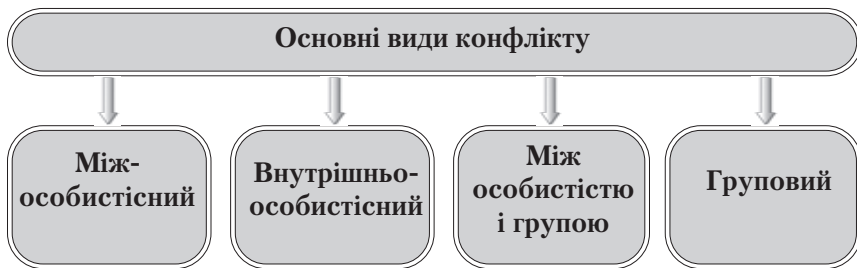 Основні види конфлікту
Між-
особистісний
Внутрішньо-
особистісний
Між
особистістю
і групою
Груповий